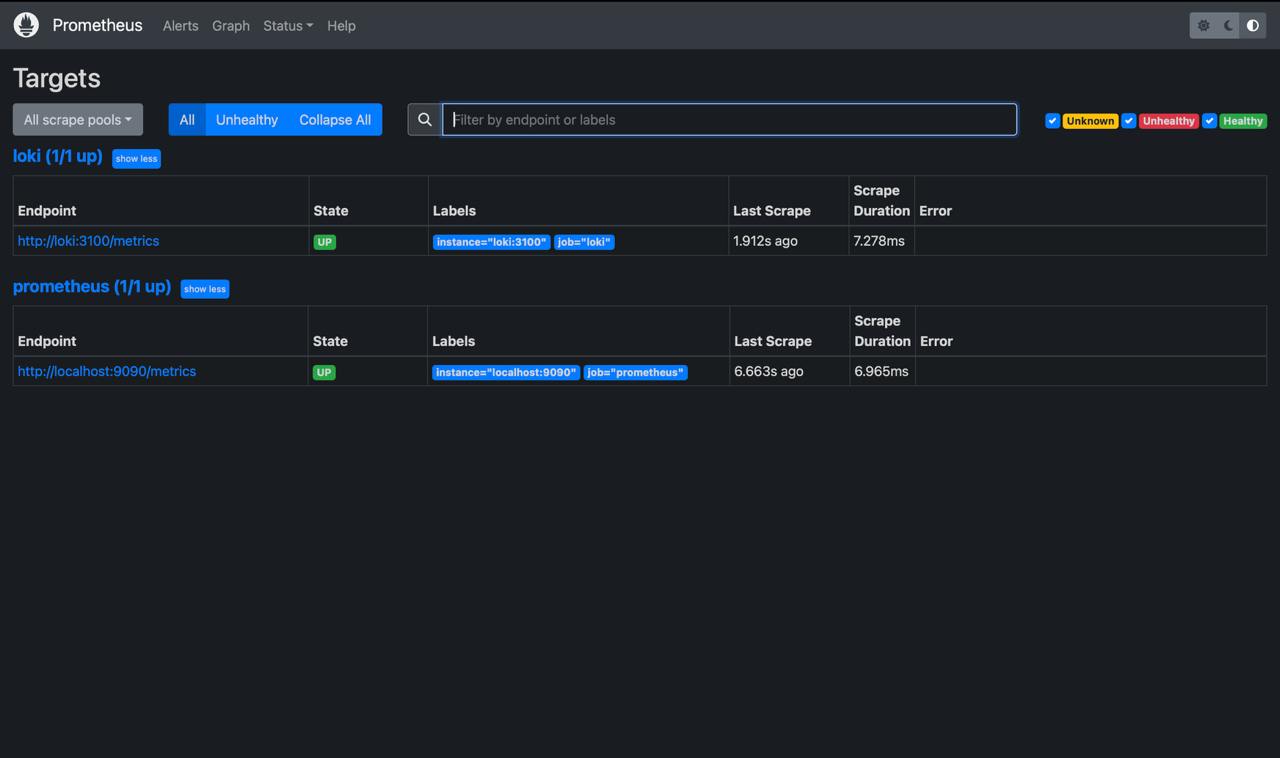 Prometheus Alerts Graph Status Help
Targets
All scrape pools All Unhealthy Collapse All Filter by endpoint or labels Unknown Unhealthy Healthy
loki (1/1 up) show less
Endpoint State Labels Last Scrape Scrape Duration Error
http://loki:3100/metrics UP instance="loki:3100" job="loki" 1.912s ago 7.278ms
prometheus (1/1 up) show less
Endpoint State Labels Last Scrape Scrape Duration Error
http://localhost:9090/metrics UP instance="localhost:9090" job="prometheus" 6.663s ago 6.965ms